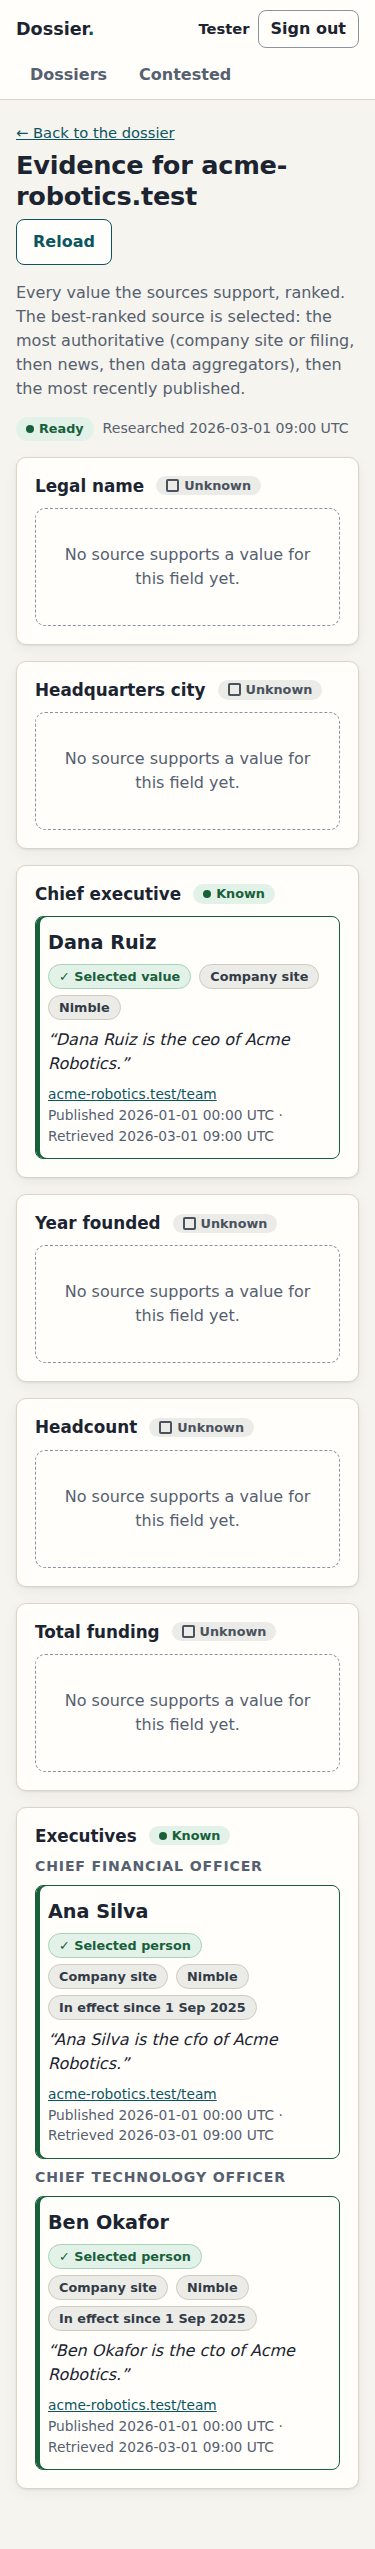 Dossier.
Tester
Sign out
Dossiers
Contested
← Back to the dossier
Evidence for acme-
robotics.test
Reload
Every value the sources support, ranked.
The best-ranked source is selected: the
most authoritative (company site or filing,
then news, then data aggregators), then
the most recently published.
Ready
Researched 2026-03-01 09:00 UTC
Legal name
Unknown
No source supports a value for
this field yet.
Headquarters city
Unknown
No source supports a value for
this field yet.
Chief executive
Known
Dana Ruiz
✓ Selected value
Company site
Nimble
“Dana Ruiz is the ceo of Acme
Robotics.”
acme-robotics.test/team
Published 2026-01-01 00:00 UTC ·
Retrieved 2026-03-01 09:00 UTC
Year founded
Unknown
No source supports a value for
this field yet.
Headcount
Unknown
No source supports a value for
this field yet.
Total funding
Unknown
No source supports a value for
this field yet.
Executives
Known
CHIEF FINANCIAL OFFICER
Ana Silva
✓ Selected person
Company site
Nimble
In effect since 1 Sep 2025
“Ana Silva is the cfo of Acme
Robotics.”
acme-robotics.test/team
Published 2026-01-01 00:00 UTC ·
Retrieved 2026-03-01 09:00 UTC
CHIEF TECHNOLOGY OFFICER
Ben Okafor
✓ Selected person
Company site
Nimble
In effect since 1 Sep 2025
“Ben Okafor is the cto of Acme
Robotics.”
acme-robotics.test/team
Published 2026-01-01 00:00 UTC ·
Retrieved 2026-03-01 09:00 UTC